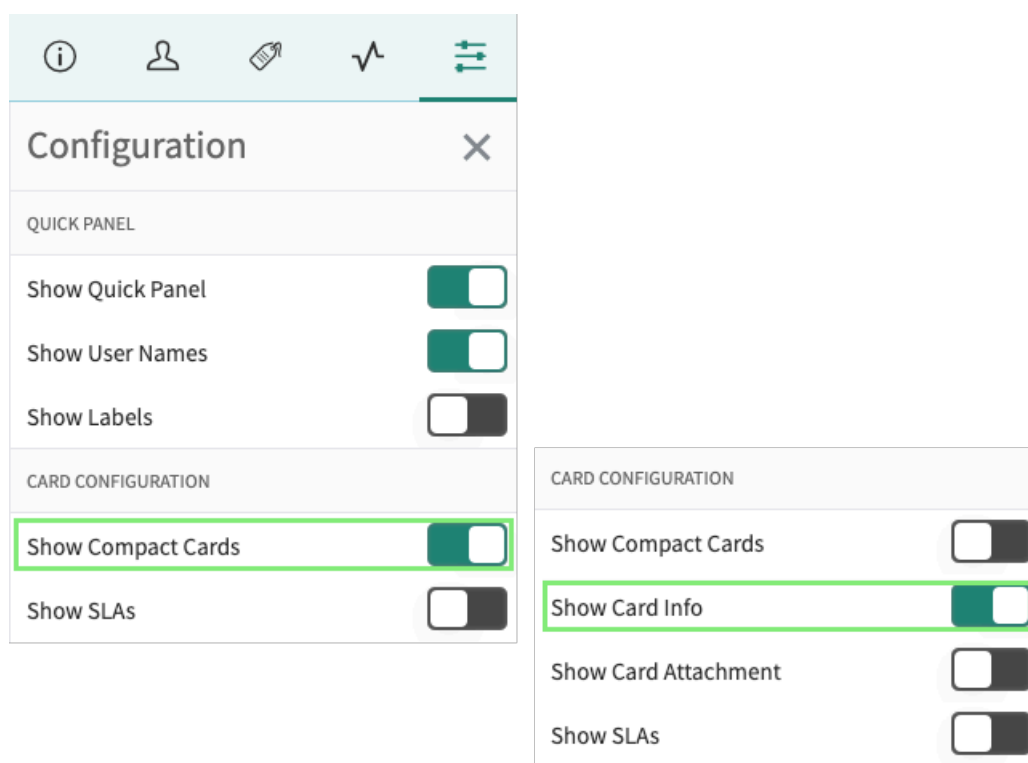 Configuration
QUICK PANEL
Show Quick Panel
Show User Names
Show Labels
CARD CONFIGURATION
Show Compact Cards
Show SLAs
CARD CONFIGURATION
Show Compact Cards
Show Card Info
Show Card Attachment
Show SLAs